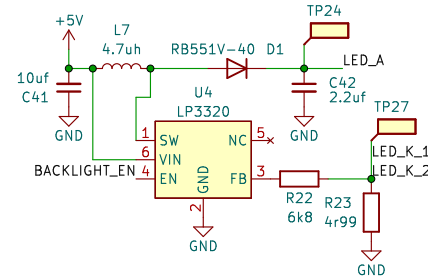 TP24
+5V
L7
4.7uh
RB551V-40 D1
LED_A
10uf
C41
U4
LP3320
C42
2.2uf
TP27
GND
GND
1 SW
NC 5
6 VIN
LED_K_1
BACKLIGHT_EN 4 EN
GND
FB 3
LED_K_2
2
R22
6k8
R23
4r99
GND
GND